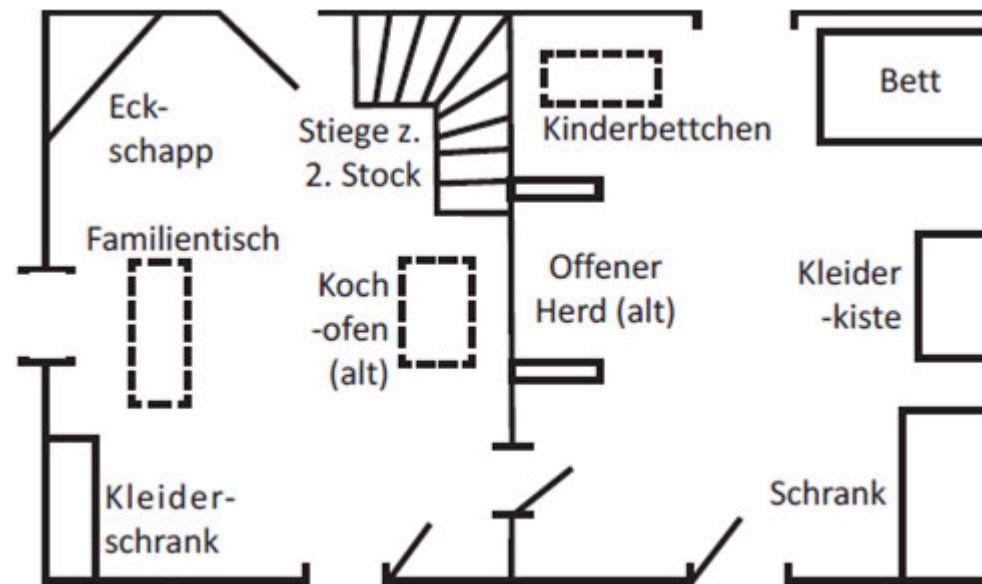 Eck-
schapp
Stiege z.
2. Stock
Kinderbettchen
Bett
Familientisch
Koch
-ofen
(alt)
Offener
Herd (alt)
Kleider
-kiste
Kleider-
schrank
Schrank